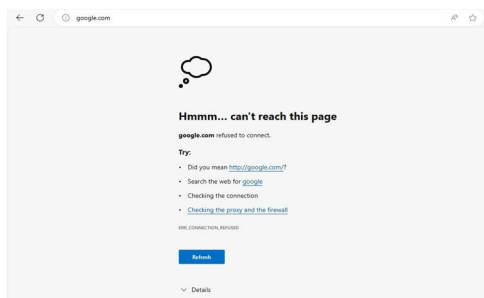 google.com
Hmmm... can't reach this page
google.com refused to connect.
Try:
• Did you mean http://google.com/?
• Search the web for google
• Checking the connection
• Checking the proxy and the firewall
ERR_CONNECTION_REFUSED
Refresh
Details